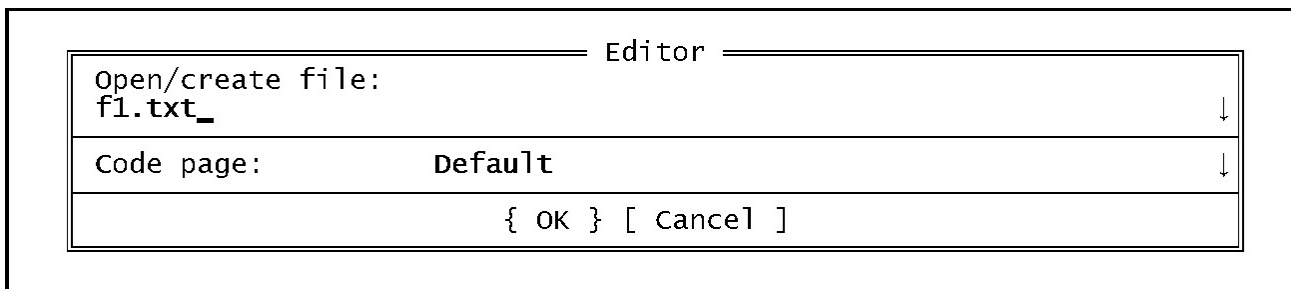 Editor
Open/create file:
f1.txt_
Code page: Default ↓
{ OK } [ Cancel ]